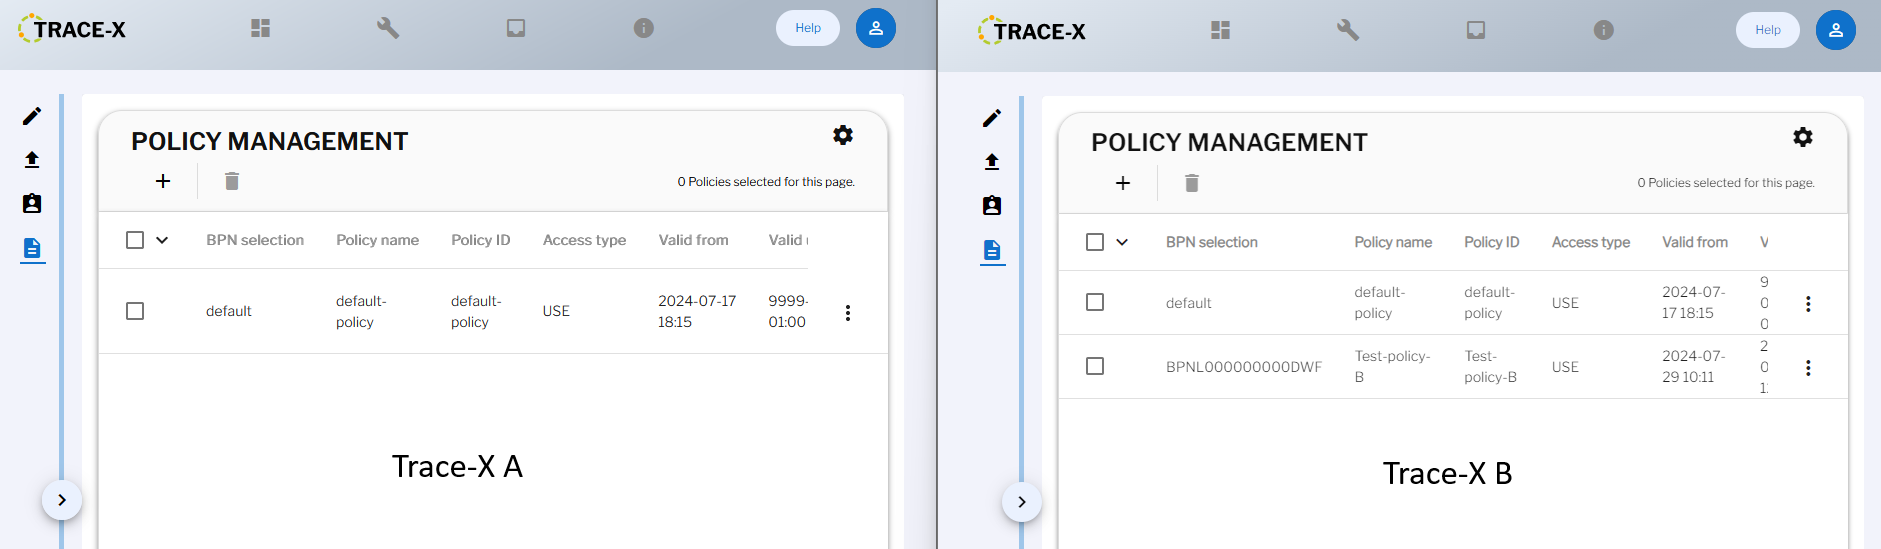 TRACE-X
Help
POLICY MANAGEMENT
0 Policies selected for this page.
BPN selection Policy name Policy ID Access type Valid from Valid
default default-policy default-policy USE 2024-07-17 18:15 9999- 01:00
Trace-X A
TRACE-X
Help
POLICY MANAGEMENT
0 Policies selected for this page.
BPN selection Policy name Policy ID Access type Valid from V
default default-policy default-policy USE 2024-07-17 18:15 9 0 0
BPNL000000000DWF Test-policy-B Test-policy-B USE 2024-07-29 10:11 2 0
Trace-X B